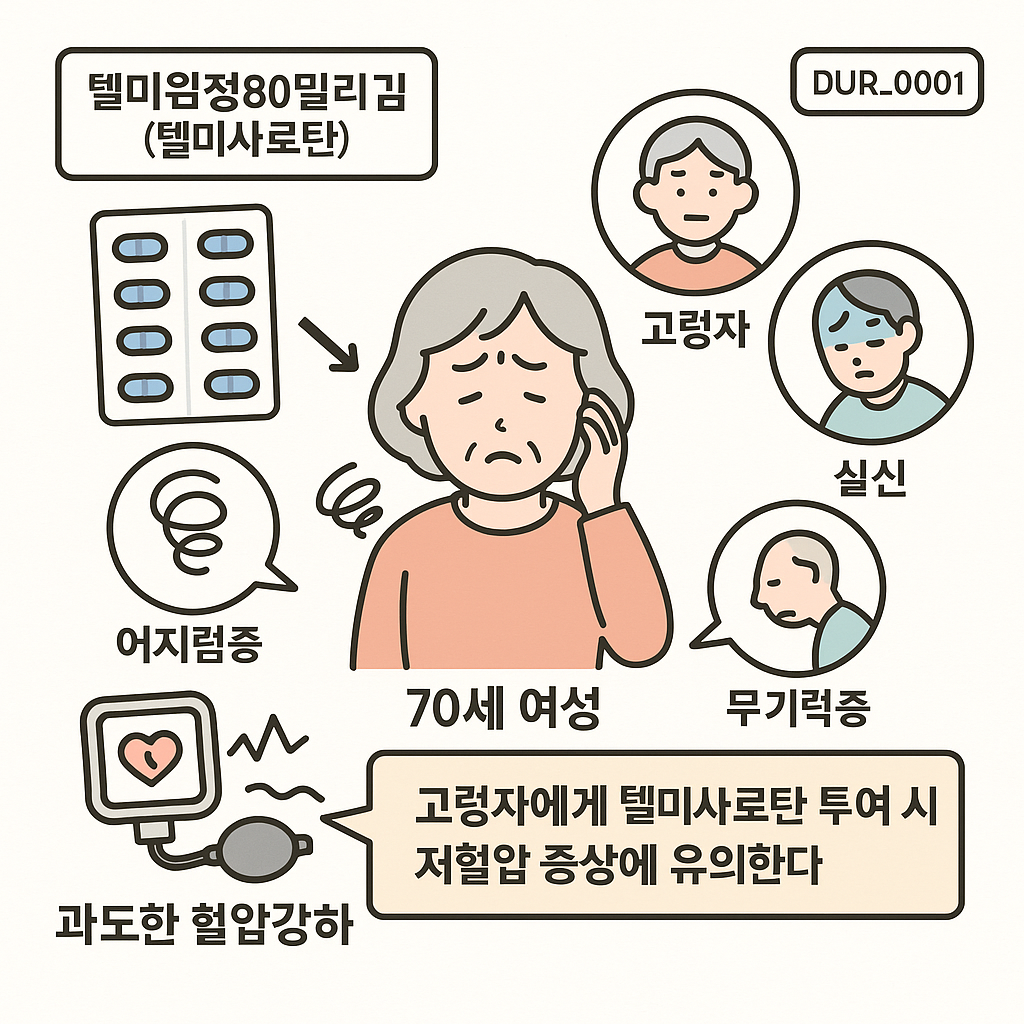 텔미윔정80밀리김
(텔미사로탄)
DUR_0001
고령자
실신
어지럼증
70세 여성
무기력증
고령자에게 텔미사로탄 투여 시
저혈압 증상에 유의한다
과도한 혈압강하